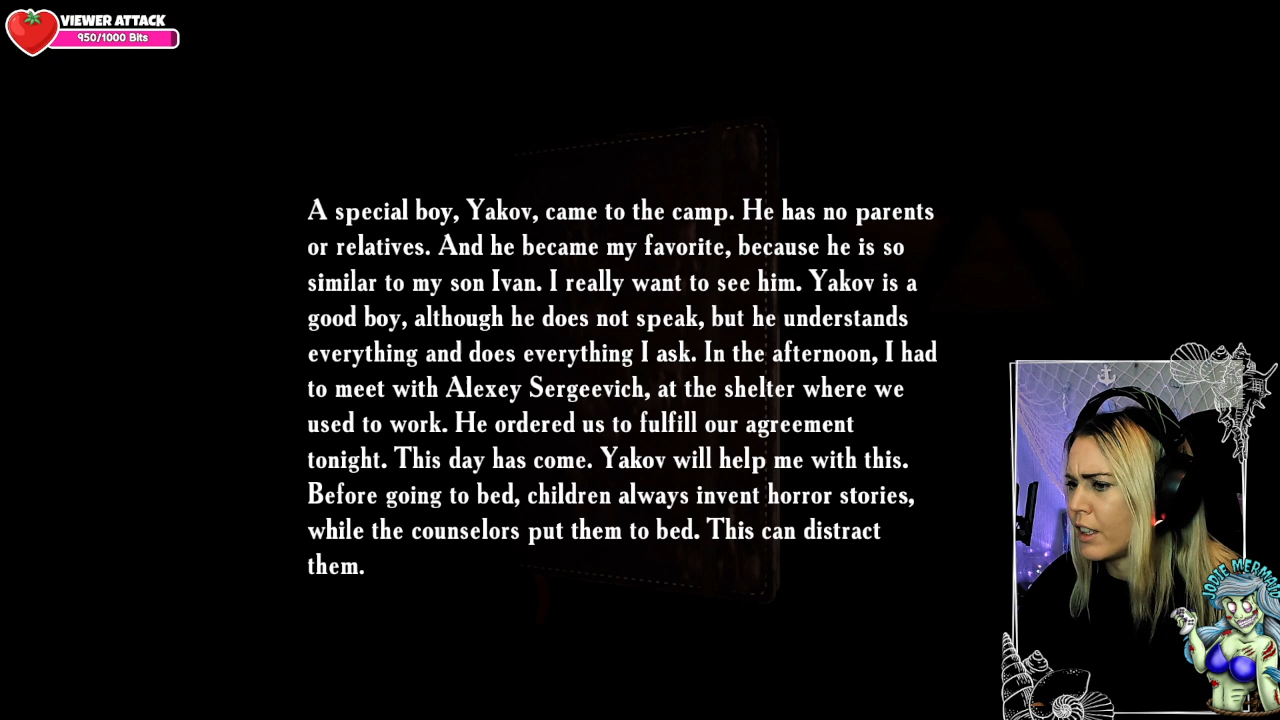 VIEWER ATTACK
950/1000 Bits
A special boy, Yakov, came to the camp. He has no parents
or relatives. And he became my favorite, because he is so
similar to my son Ivan. I really want to see him. Yakov is a
good boy, although he does not speak, but he understands
everything and does everything I ask. In the afternoon, I had
to meet with Alexey Sergeevich, at the shelter where we
used to work. He ordered us to fulfill our agreement
tonight. This day has come. Yakov will help me with this.
Before going to bed, children always invent horror stories,
while the counselors put them to bed. This can distract
them.
JODIE MERMAID